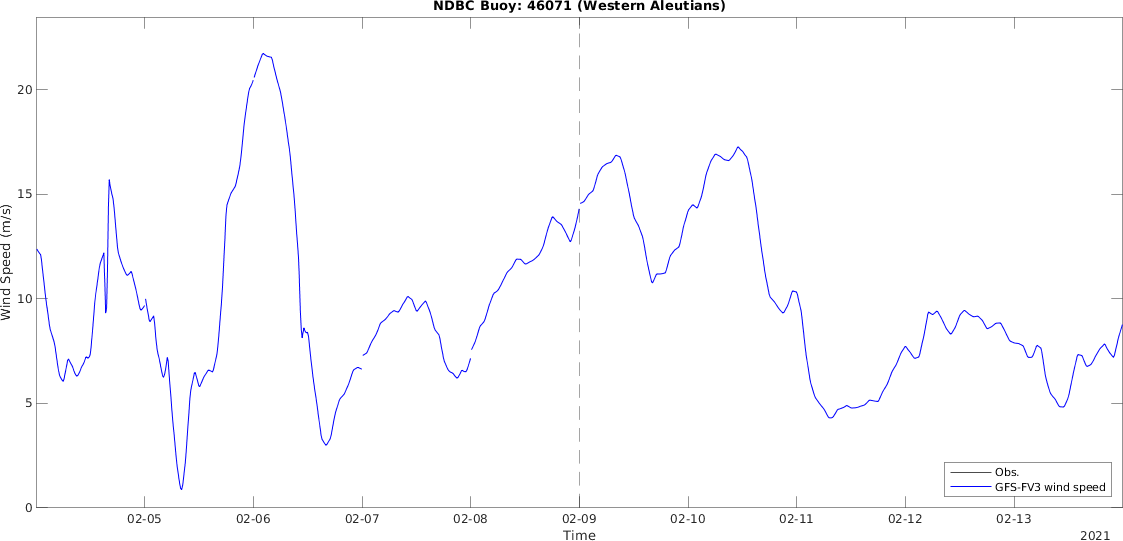 NDBC Buoy: 46071 (Western Aleutians)
20
15
10
5
0
Wind Speed (m/s)
02-05 02-06 02-07 02-08 02-09 02-10 02-11 02-12 02-13
Time
2021
Obs.
GFS-FV3 wind speed